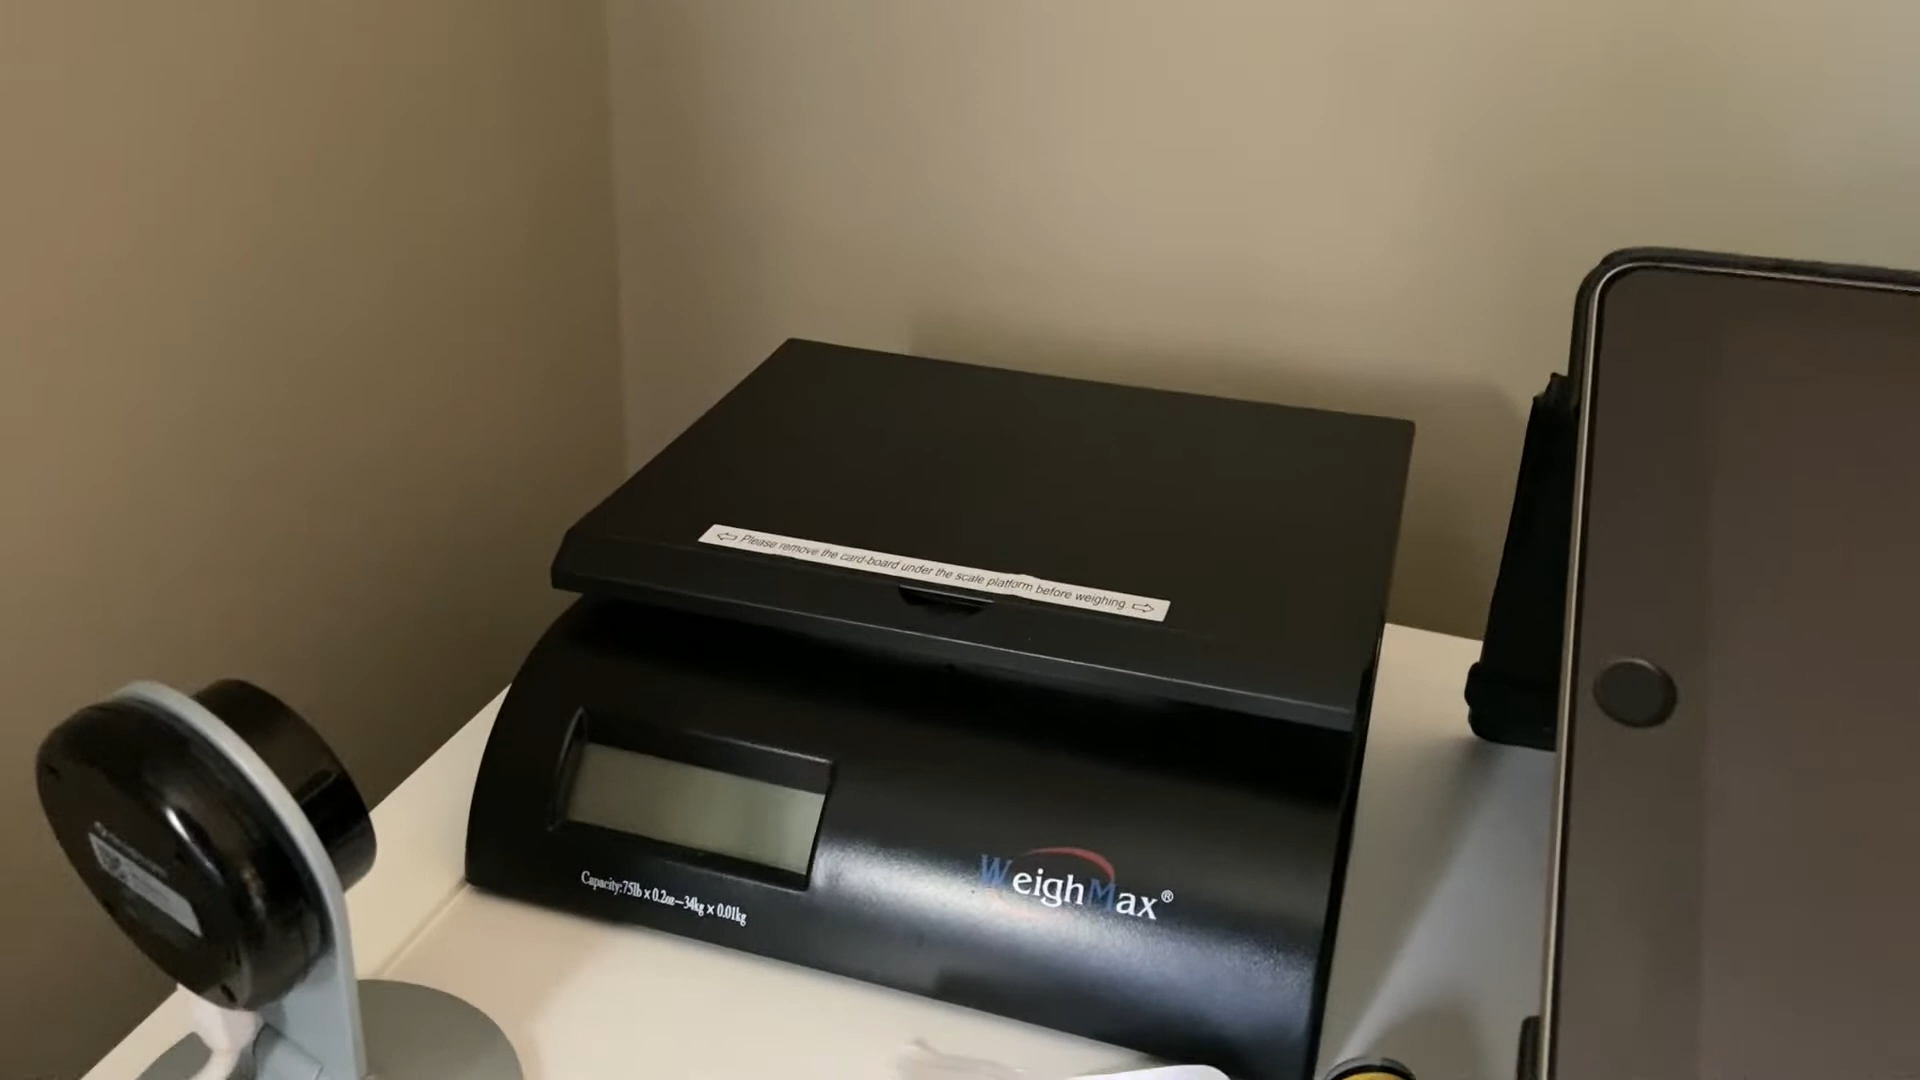 ⇦ Please remove the card-board under the scale platform before weighing. ⇨
Capacity:75lb x 0.2oz—34kg x 0.01kg
WeighMax®